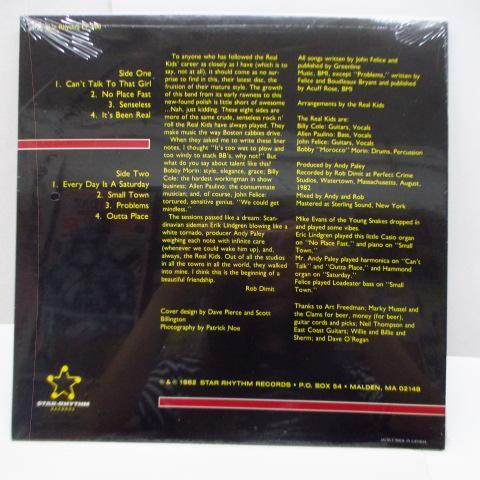 Side One
1. Can't Talk To That Girl
2. No Place Fast
3. Senseless
4. It's Been Real
Side Two
1. Every Day Is A Saturday
2. Small Town
3. Problems
4. Outta Place
To anyone who has followed the Real
Kids' career as closely as I have (which is to
say, not at all), it should come as no sur-
prise to find in this, their latest disc, the
fruition of their mature style. The growth
of this band from its early rawness to this
new-found polish is little short of awesome
...Nah, just kidding. These eight sides are
more of the same crude, senseless rock n'
roll the Real Kids have always played. They
make music the way Boston cabbies drive.
When they asked me to write these liner
notes, I thought "It's too wet to plow and
too windy to stack BB's, why not!" But
what do you say about talent like this?
Bobby Morin: style, elegance, grace; Billy
Cole: the hardest workingman in show
business; Allen Paulino: the consummate
musician; and, of course, John Felice:
tortured, sensitive genius. "We could get
mindless."
The sessions passed like a dream: Scan-
dinavian sideman Erik Lindgren blowing like a
white tornado, producer Andy Paley
weighing each note with infinite care
(whenever we could wake him up), and,
always, the Real Kids. Out of all the studios
in all the towns in all the world, they walked
into mine. I think this is the beginning of a
beautiful friendship.
Rob Dimit
Cover design by Dave Pierce and Scott
Billington
Photography by Patrick Noe
All songs written by John Felice and
published by Greenline
Music, BMI, except "Problems," written by
Felice and Boudleaux Bryant and published
by Acuff Rose, BMI
Arrangements by the Real Kids
The Real Kids are:
Billy Cole: Guitars, Vocals
Allen Paulino: Bass, Vocals
John Felice: Guitars, Vocals
Bobby "Morocco" Morin: Drums, Percussion
Produced by Andy Paley
Recorded by Rob Dimit at Perfect Crime
Studios, Watertown, Massachusetts, August,
1982
Mixed by Andy and Rob
Mastered at Sterling Sound, New York
Mike Evans of the Young Snakes dropped in
and played some vibes.
Eric Lindgren played this little Casio organ
on "No Place Fast," and piano on "Small
Town."
Mr. Andy Paley played harmonica on "Can't
Talk" and "Outta Place," and Hammond
organ on "Saturday."
Felice played Loadeater bass on "Small
Town."
Thanks to Art Freedman; Marky Mussel and
the Clams for beer, money (for beer),
guitar cords and picks; Neil Thompson and
East Coast Guitars; Willie and Billie and
Sherm; and Dave O'Regan
STAR-RHYTHM
RECORDS
℗ & © 1982 STAR RHYTHM RECORDS • P.O. BOX 54 • MALDEN, MA 02148